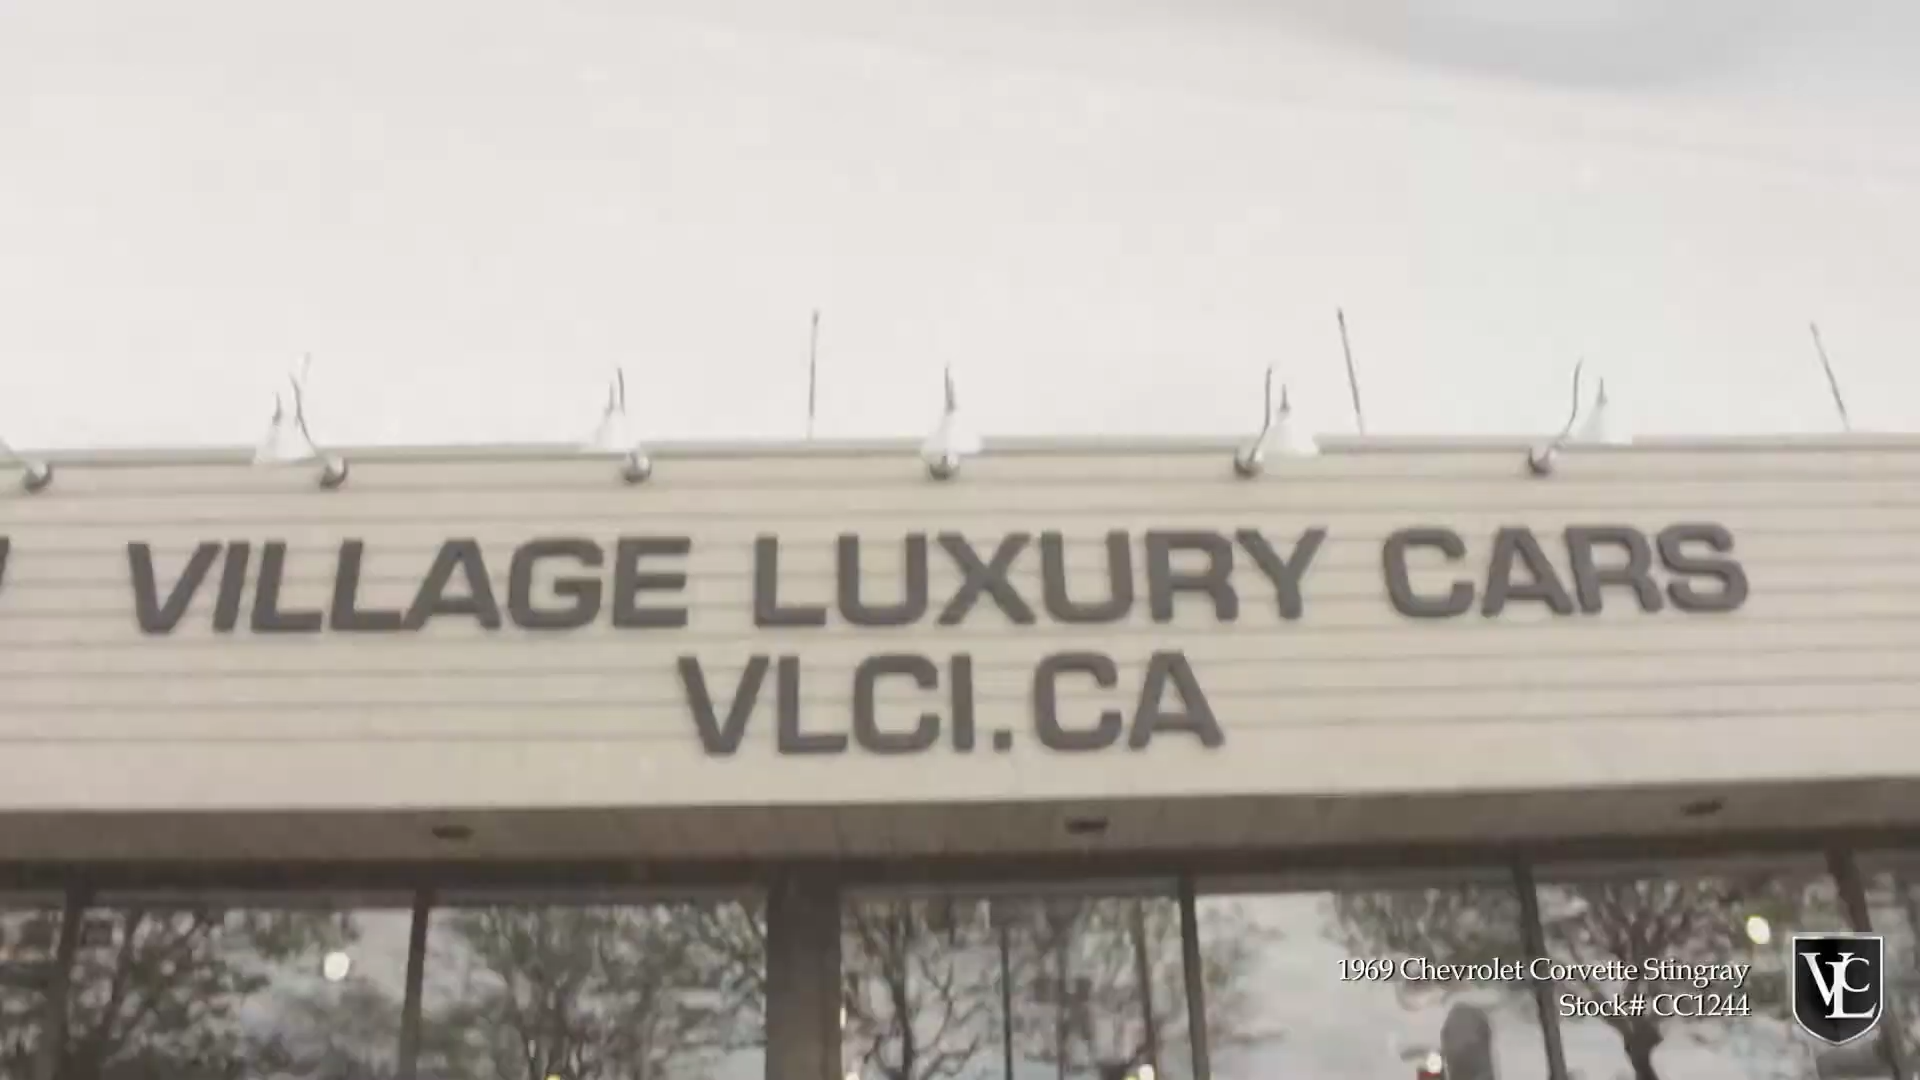 VILLAGE LUXURY CARS
VLCI.CA
1969 Chevrolet Corvette Stingray
Stock# CC1244
VLC